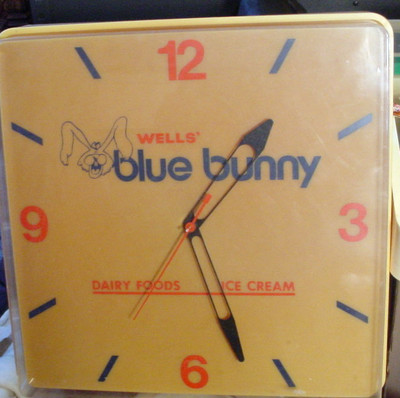 12
WELLS'
blue bunny
9
3
DAIRY FOODS ICE CREAM
6